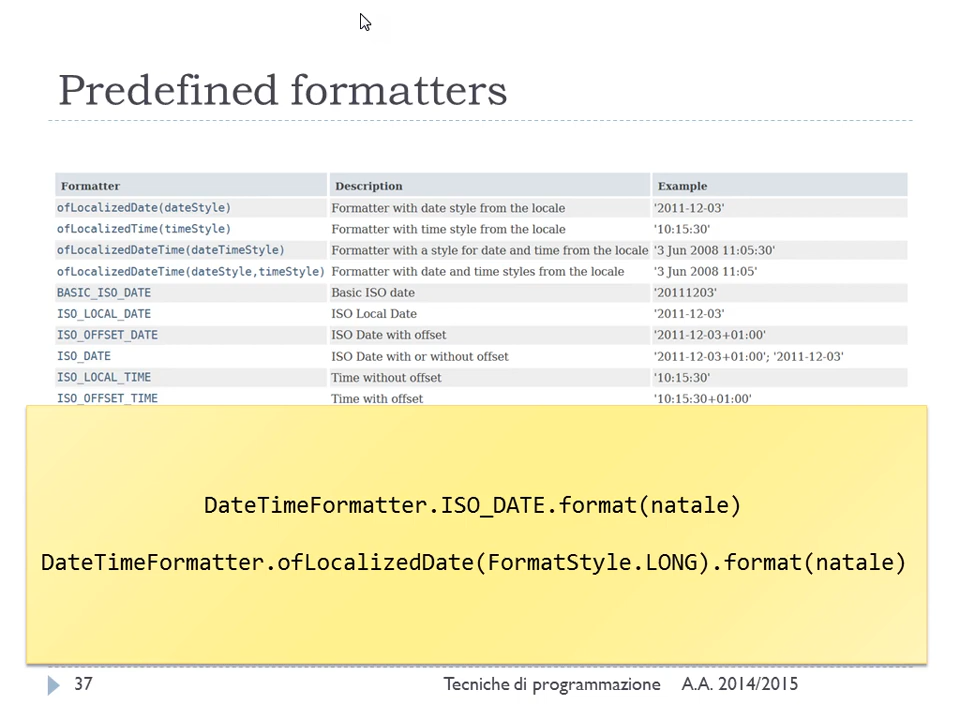 Predefined formatters
Formatter Description Example
ofLocalizedDate(dateStyle) Formatter with date style from the locale '2011-12-03'
ofLocalizedTime(timeStyle) Formatter with time style from the locale '10:15:30'
ofLocalizedDateTime(dateTimeStyle) Formatter with a style for date and time from the locale '3 Jun 2008 11:05:30'
ofLocalizedDateTime(dateStyle,timeStyle) Formatter with date and time styles from the locale '3 Jun 2008 11:05'
BASIC_ISO_DATE Basic ISO date '20111203'
ISO_LOCAL_DATE ISO Local Date '2011-12-03'
ISO_OFFSET_DATE ISO Date with offset '2011-12-03+01:00'
ISO_DATE ISO Date with or without offset '2011-12-03+01:00'; '2011-12-03'
ISO_LOCAL_TIME Time without offset '10:15:30'
ISO_OFFSET_TIME Time with offset '10:15:30+01:00'
DateTimeFormatter.ISO_DATE.format(natale)
DateTimeFormatter.ofLocalizedDate(FormatStyle.LONG).format(natale)
37 Tecniche di programmazione A.A. 2014/2015